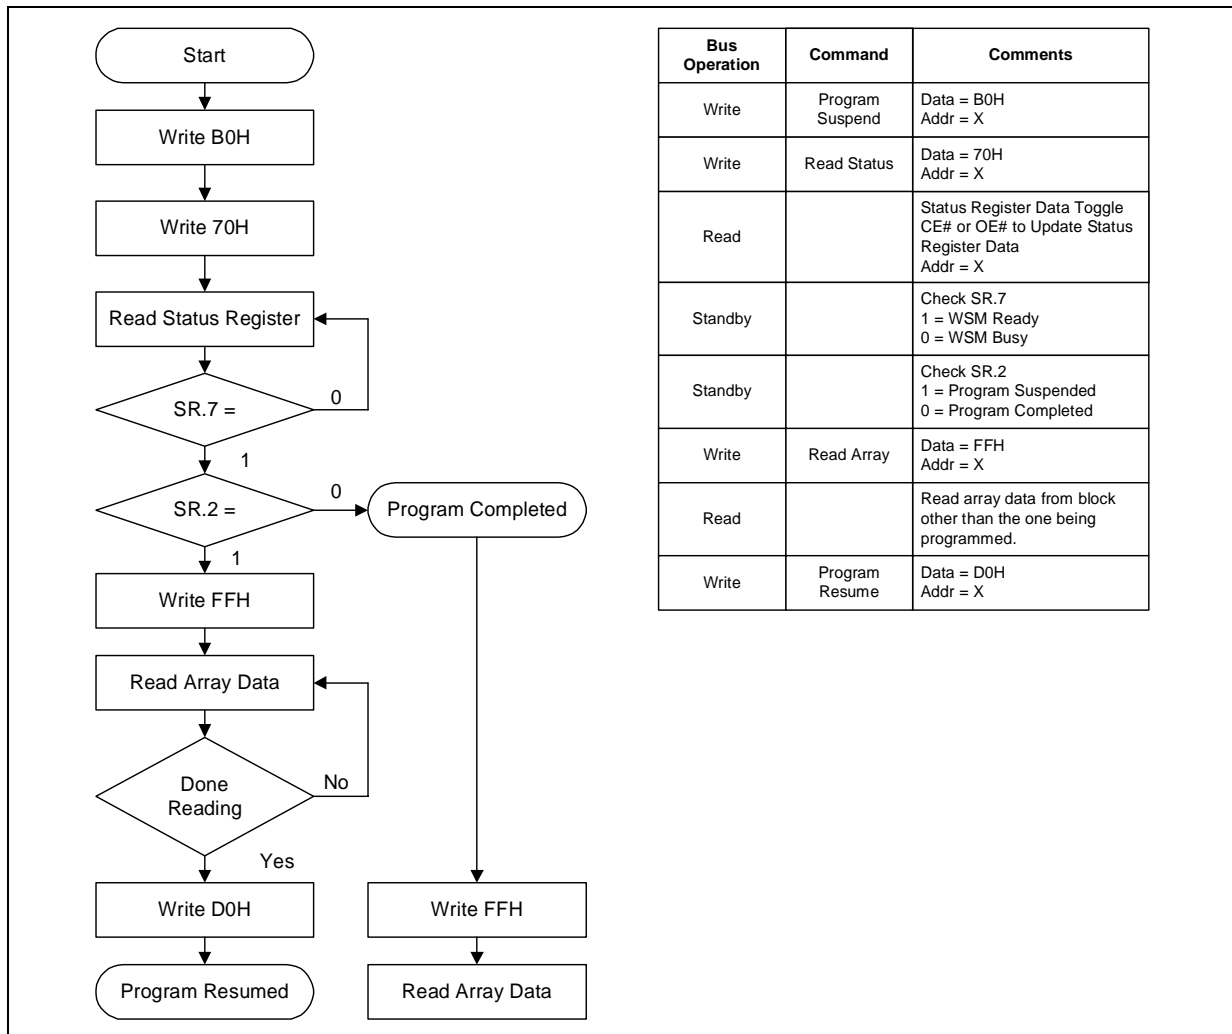 Start
Write B0H
Write 70H
Read Status Register
SR.7 =
0
1
SR.2 =
0
Program Completed
1
Write FFH
Read Array Data
Done
Reading
No
Yes
Write D0H
Write FFH
Program Resumed
Read Array Data
Bus
Operation
Command
Comments
Write
Program
Suspend
Data = B0H
Addr = X
Write
Read Status
Data = 70H
Addr = X
Read
Status Register Data Toggle
CE# or OE# to Update Status
Register Data
Addr = X
Standby
Check SR.7
1 = WSM Ready
0 = WSM Busy
Standby
Check SR.2
1 = Program Suspended
0 = Program Completed
Write
Read Array
Data = FFH
Addr = X
Read
Read array data from block
other than the one being
programmed.
Write
Program
Resume
Data = D0H
Addr = X